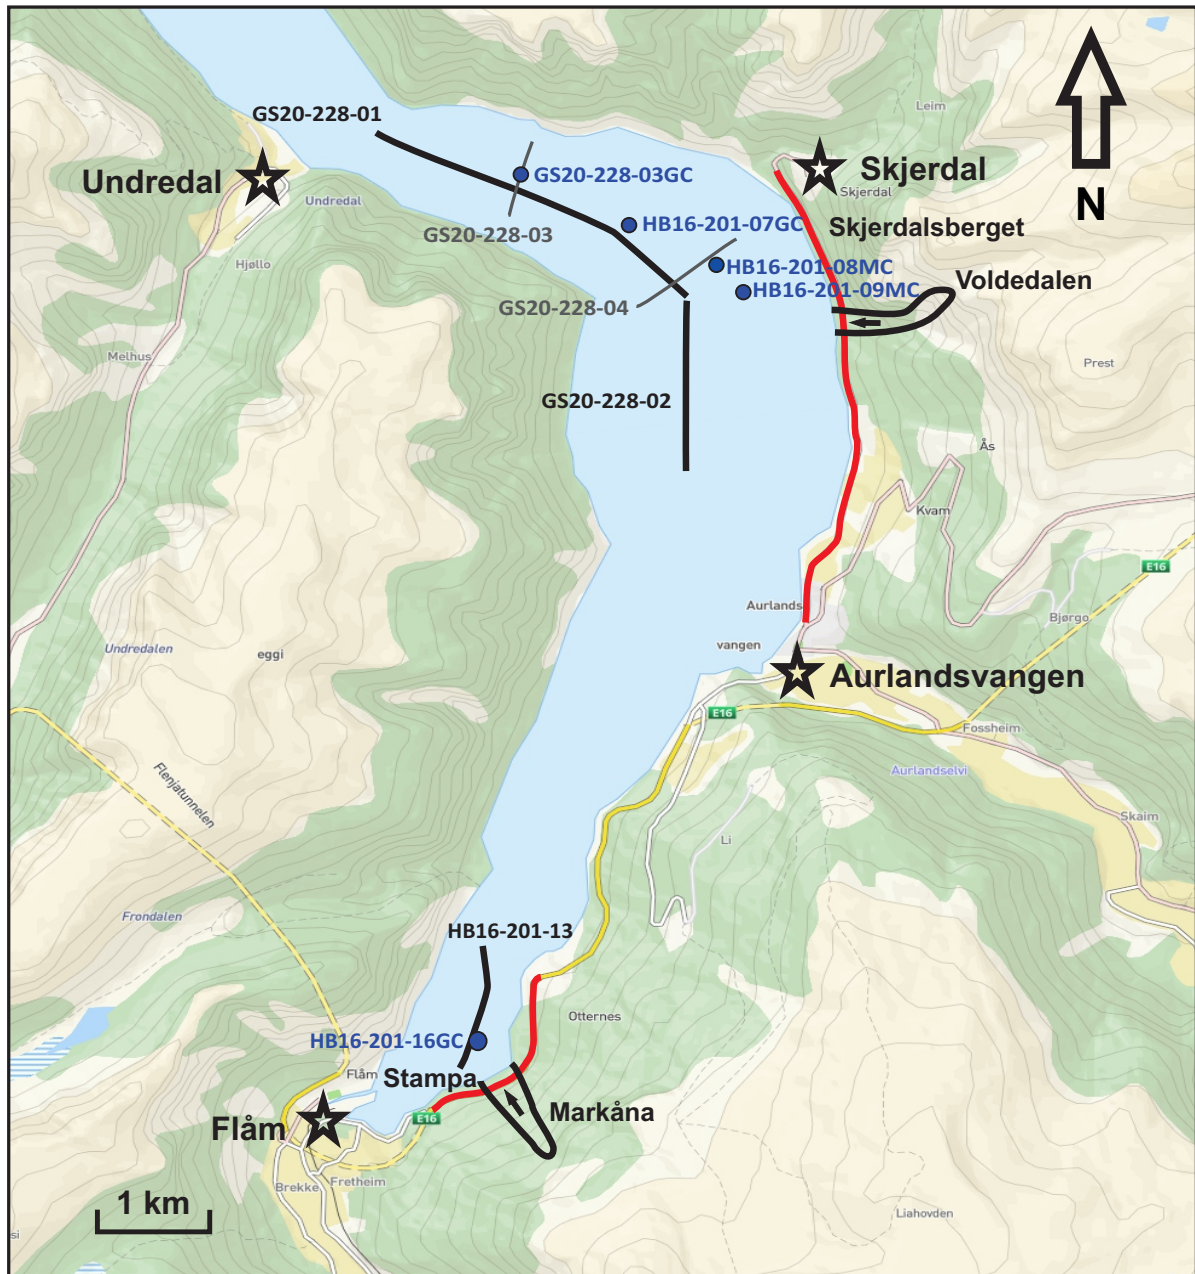 Leim
GS20-228-01
Skjerdal
Undredal
GS20-228-03GC
Skjerdal
Undredal
N
HB16-201-07GC
Skjerdalsberget
GS20-228-03
Hjøllo
HB16-201-08MC
Voldedalen
HB16-201-09MC
GS20-228-04
Melhus
Prest
GS20-228-02
Ås
Kvam
E16
Aurlands
vangen
Bjørgo
Undredalen
eggi
Aurlandsvangen
E16
Fossheim
Flenjatunnelen
Aurlandselvi
Skaim
Li
Frondalen
HB16-201-13
Otternes
HB16-201-16GC
Flåm
Stampa
Markåna
E16
Flåm
Brekke
Fretheim
1 km
Liahovden
si